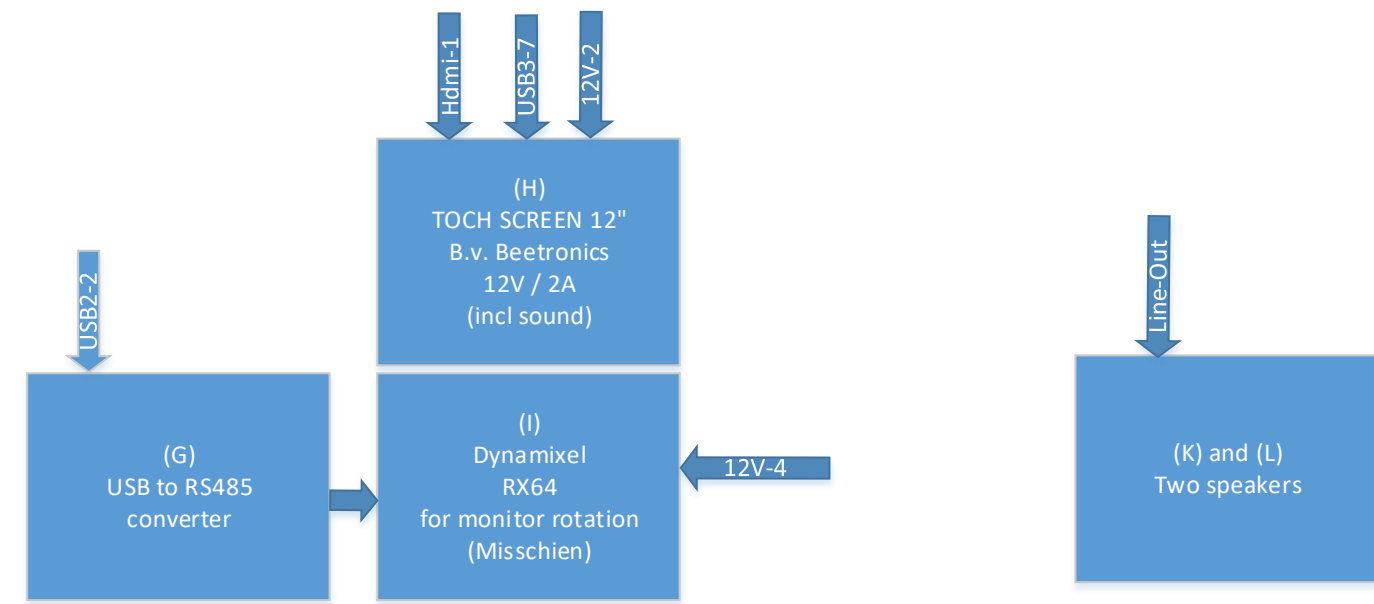 Hdmi-1
USB3-7
12V-2
(H)
TOCH SCREEN 12"
B.v. Beetronics
12V / 2A
(incl sound)
USB2-2
(G)
USB to RS485
converter
(I)
Dynamixel
RX64
for monitor rotation
(Misschien)
12V-4
Line-Out
(K) and (L)
Two speakers